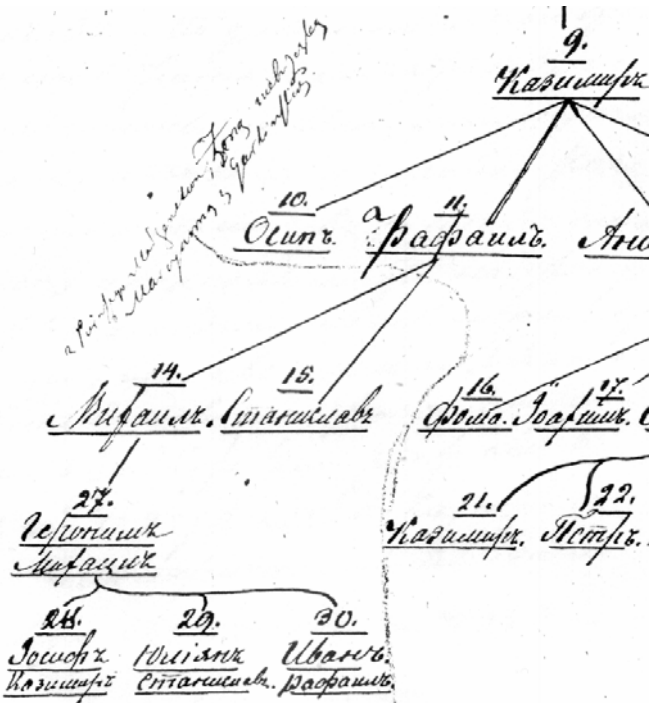 9.
Казимиръ
10.
Осипъ.
11.
Рафаилъ.
14.
Михаилъ.
15.
Станиславъ
16.
Фома.
17.
Іоахимъ.
27.
Іеронимъ
Михаилъ
21.
Казимиръ.
22.
Петръ.
28.
Іосифъ
Казимиръ
29.
Юліянъ
Станиславъ.
30.
Иванъ.
Рафаилъ.